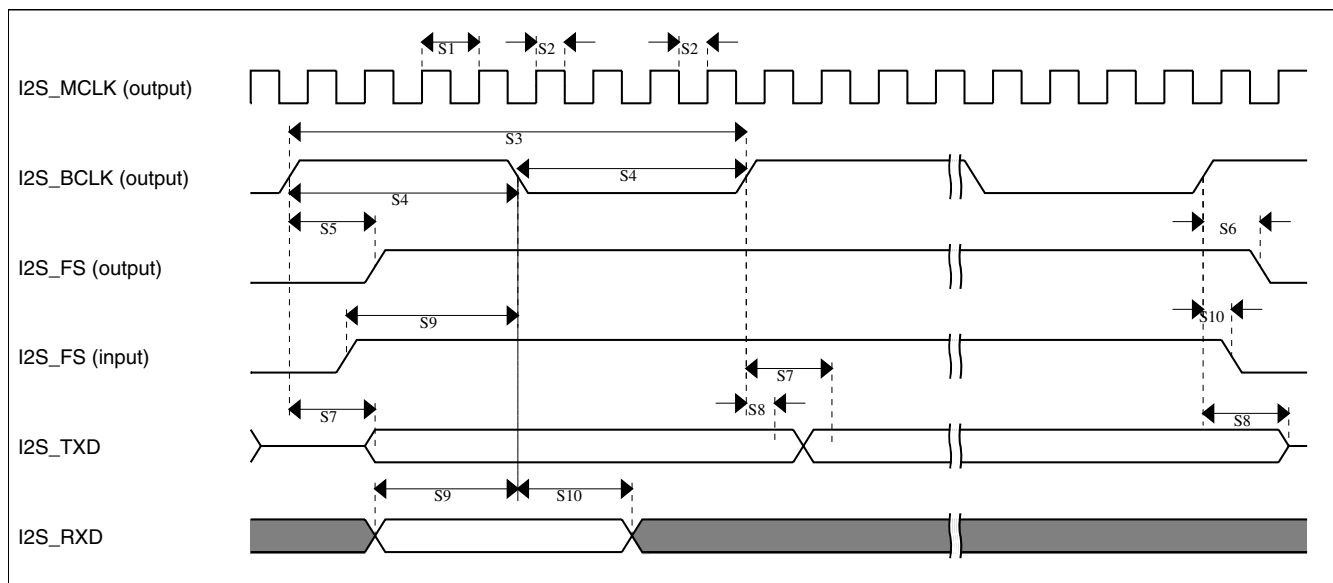 S1 S2 S2
I2S_MCLK (output)
S3
I2S_BCLK (output)
S4
S4
S5 S6
I2S_FS (output)
S9 S10
I2S_FS (input)
S7
S7 S8 S8
I2S_TXD
S9 S10
I2S_RXD